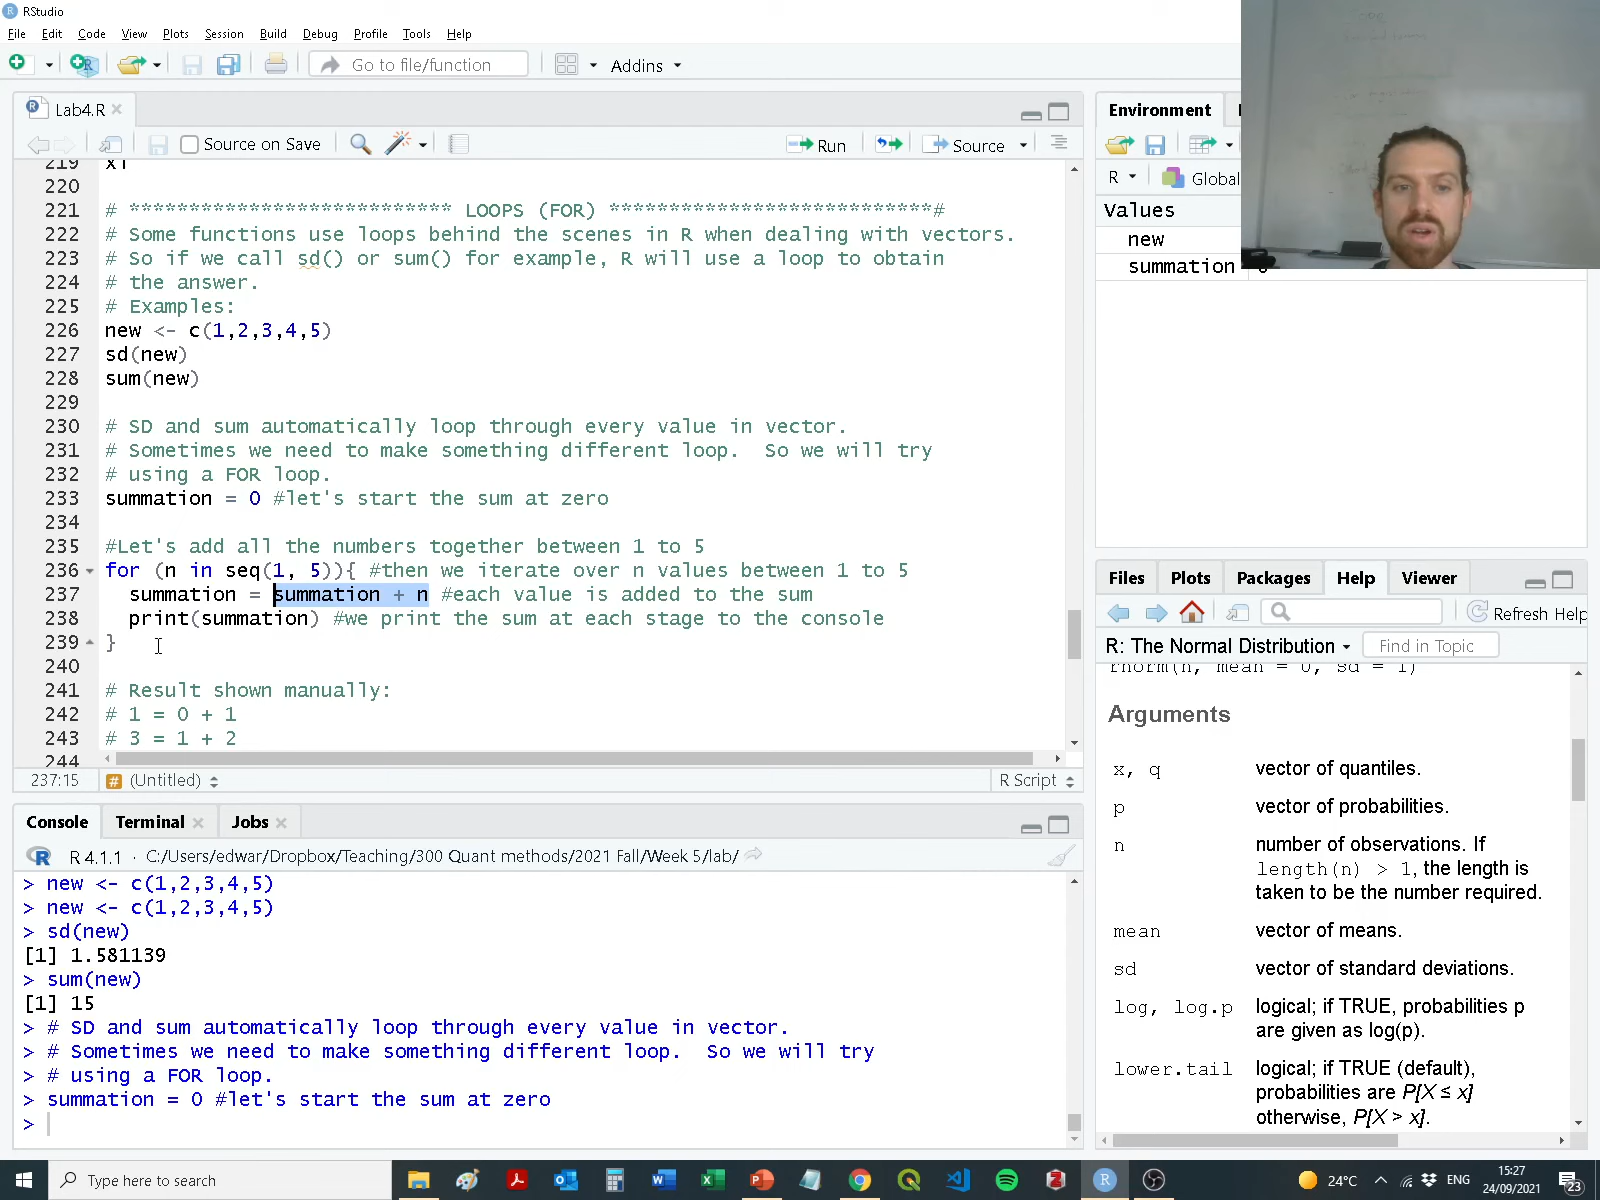 RStudio
File Edit Code View Plots Session Build Debug Profile Tools Help
Go to file/function Addins
Lab4.R
Source on Save Run Source
219 x1
220
221 # *************************** LOOPS (FOR) ***************************#
222 # Some functions use loops behind the scenes in R when dealing with vectors.
223 # So if we call sd() or sum() for example, R will use a loop to obtain
224 # the answer.
225 # Examples:
226 new <- c(1,2,3,4,5)
227 sd(new)
228 sum(new)
229
230 # SD and sum automatically loop through every value in vector.
231 # Sometimes we need to make something different loop.  So we will try
232 # using a FOR loop.
233 summation = 0 #let's start the sum at zero
234
235 #Let's add all the numbers together between 1 to 5
236 for (n in seq(1, 5)){ #then we iterate over n values between 1 to 5
237   summation = summation + n #each value is added to the sum
238   print(summation) #we print the sum at each stage to the console
239 }
240
241 # Result shown manually:
242 # 1 = 0 + 1
243 # 3 = 1 + 2
244
237:15 # (Untitled) R Script
Console Terminal Jobs
R 4.1.1 · C:/Users/edwar/Dropbox/Teaching/300 Quant methods/2021 Fall/Week 5/lab/
> new <- c(1,2,3,4,5)
> new <- c(1,2,3,4,5)
> sd(new)
[1] 1.581139
> sum(new)
[1] 15
> # SD and sum automatically loop through every value in vector.
> # Sometimes we need to make something different loop.  So we will try
> # using a FOR loop.
> summation = 0 #let's start the sum at zero
>
Environment
R Global
Values
new
summation
Files Plots Packages Help Viewer
Refresh Help
R: The Normal Distribution Find in Topic
rnorm(n, mean = 0, sd = 1)
Arguments
x, q vector of quantiles.
p vector of probabilities.
n number of observations. If
length(n) > 1, the length is
taken to be the number required.
mean vector of means.
sd vector of standard deviations.
log, log.p logical; if TRUE, probabilities p
are given as log(p).
lower.tail logical; if TRUE (default),
probabilities are P[X ≤ x]
otherwise, P[X > x].
Type here to search
24°C ENG 15:27
24/09/2021 23